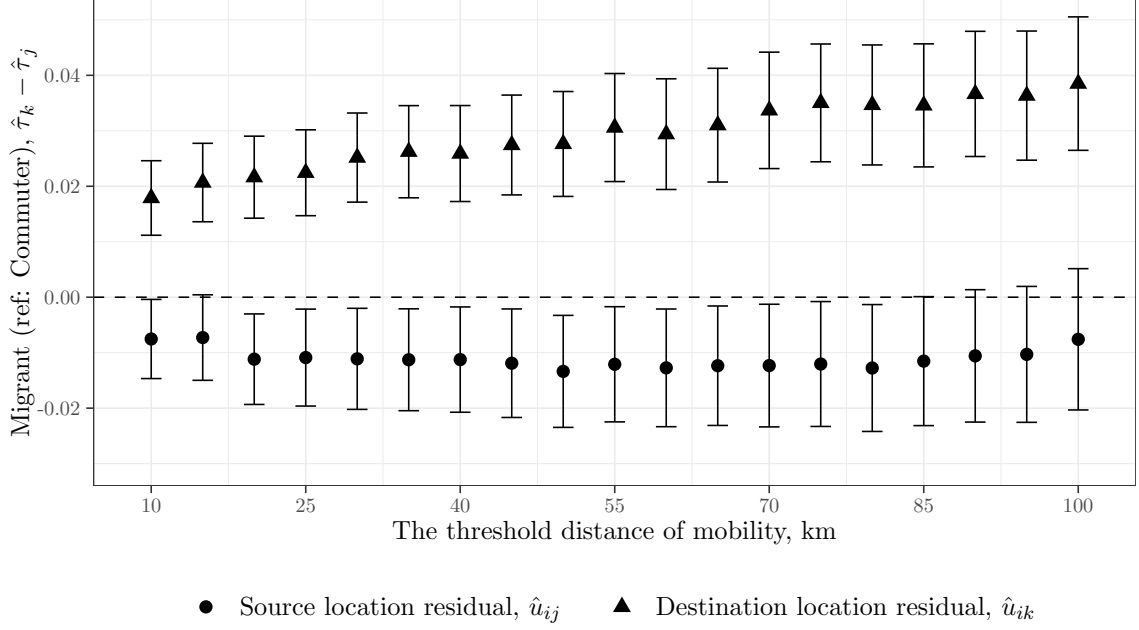 Migrant (ref: Commuter), τ̂ₖ − τ̂ⱼ
0.04
0.02
0.00
-0.02
10 25 40 55 70 85 100
The threshold distance of mobility, km
Source location residual, ûᵢⱼ Destination location residual, ûᵢₖ